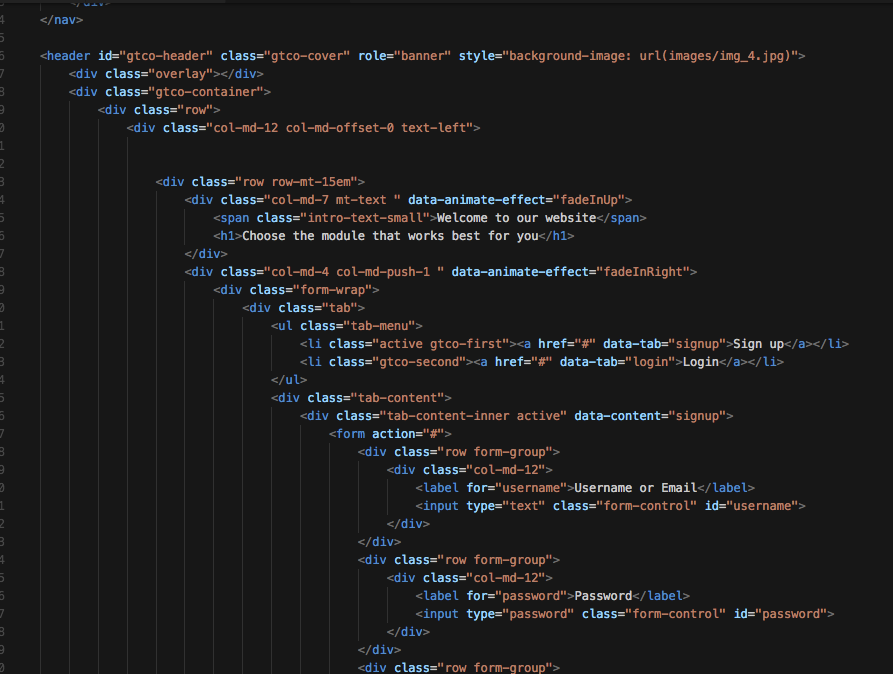 </div>
</nav>
<header id="gtco-header" class="gtco-cover" role="banner" style="background-image: url(images/img_4.jpg)">
<div class="overlay"></div>
<div class="gtco-container">
<div class="row">
<div class="col-md-12 col-md-offset-0 text-left">
<div class="row row-mt-15em">
<div class="col-md-7 mt-text " data-animate-effect="fadeInUp">
<span class="intro-text-small">Welcome to our website</span>
<h1>Choose the module that works best for you</h1>
</div>
<div class="col-md-4 col-md-push-1 " data-animate-effect="fadeInRight">
<div class="form-wrap">
<div class="tab">
<ul class="tab-menu">
<li class="active gtco-first"><a href="#" data-tab="signup">Sign up</a></li>
<li class="gtco-second"><a href="#" data-tab="login">Login</a></li>
</ul>
<div class="tab-content">
<div class="tab-content-inner active" data-content="signup">
<form action="#">
<div class="row form-group">
<div class="col-md-12">
<label for="username">Username or Email</label>
<input type="text" class="form-control" id="username">
</div>
</div>
<div class="row form-group">
<div class="col-md-12">
<label for="password">Password</label>
<input type="password" class="form-control" id="password">
</div>
</div>
<div class="row form-group">